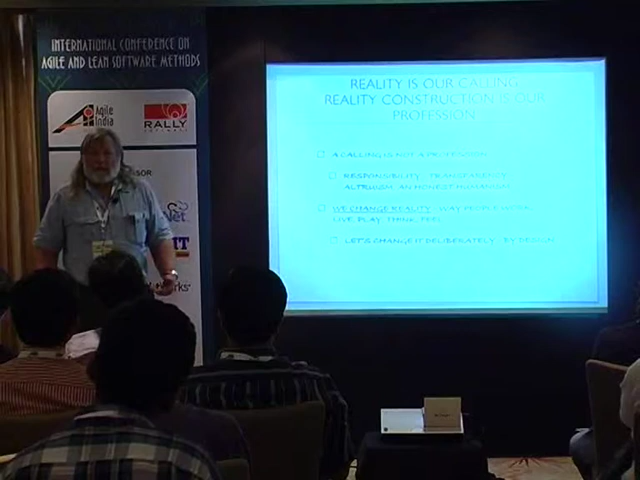 INTERNATIONAL CONFERENCE ON
AGILE AND LEAN SOFTWARE METHODS
Agile
India
RALLY
SOFTWARE
REALITY IS OUR CALLING
REALITY CONSTRUCTION IS OUR
PROFESSION
A CALLING IS NOT A PROFESSION
RESPONSIBILITY, TRANSPARENCY,
ALTRUISM, AN HONEST HUMANISM
WE CHANGE REALITY - WAY PEOPLE WORK,
LIVE, PLAY, THINK, FEEL
LET'S CHANGE IT DELIBERATELY - BY DESIGN